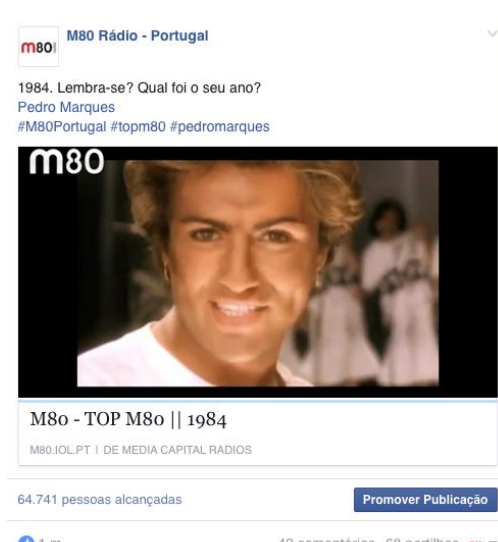 m80
M80 Rádio - Portugal
1984. Lembra-se? Qual foi o seu ano?
Pedro Marques
#M80Portugal #topm80 #pedromarques
m80
M80 - TOP M80 || 1984
M80.IOL.PT | DE MEDIA CAPITAL RADIOS
64.741 pessoas alcançadas
Promover Publicação